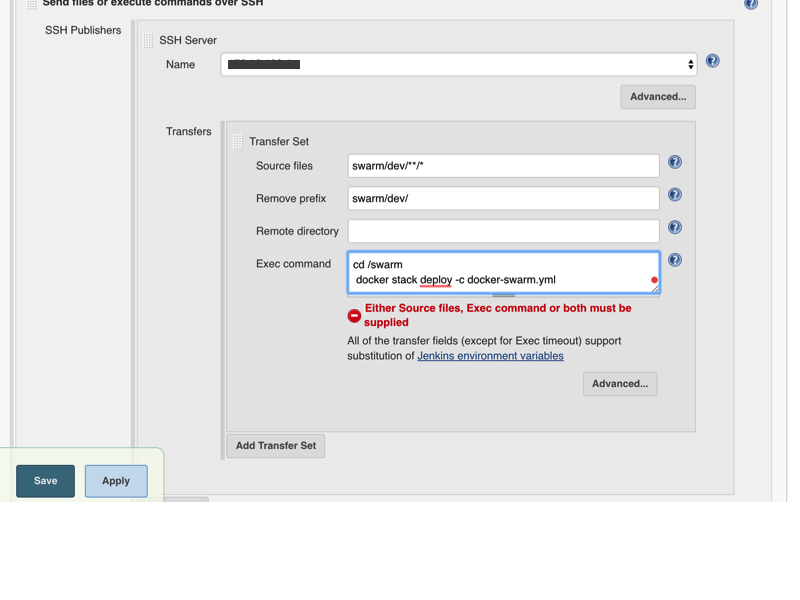 Send files or execute commands over SSH
SSH Publishers
SSH Server
Name
Advanced...
Transfers
Transfer Set
Source files
swarm/dev/**/*
Remove prefix
swarm/dev/
Remote directory
Exec command
cd /swarm
docker stack deploy -c docker-swarm.yml
Either Source files, Exec command or both must be
supplied
All of the transfer fields (except for Exec timeout) support
substitution of Jenkins environment variables
Advanced...
Add Transfer Set
Save
Apply